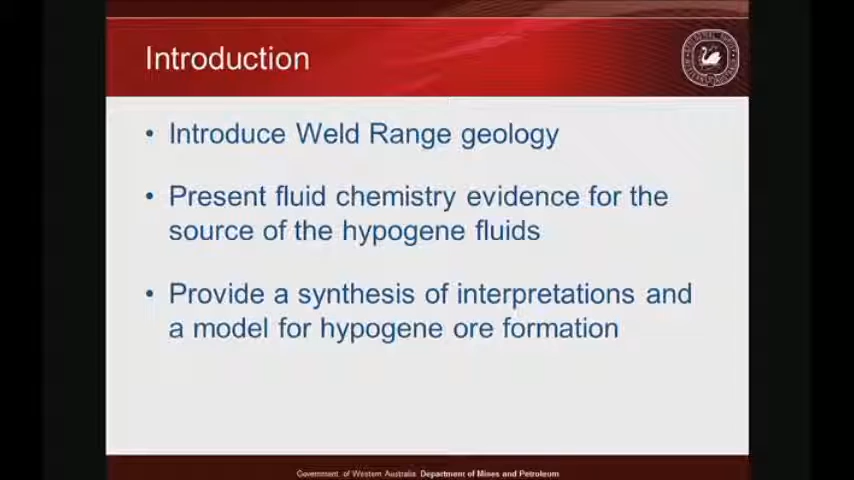 Introduction
• Introduce Weld Range geology
• Present fluid chemistry evidence for the
source of the hypogene fluids
• Provide a synthesis of interpretations and
a model for hypogene ore formation
Government of Western Australia Department of Mines and Petroleum